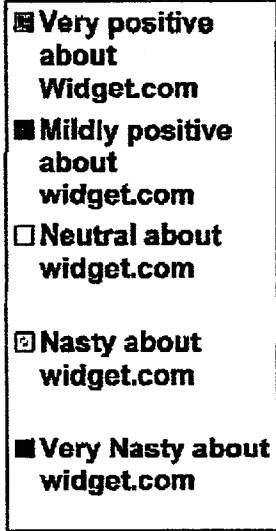 Very positive
about
Widget.com
Mildly positive
about
widget.com
Neutral about
widget.com
Nasty about
widget.com
Very Nasty about
widget.com